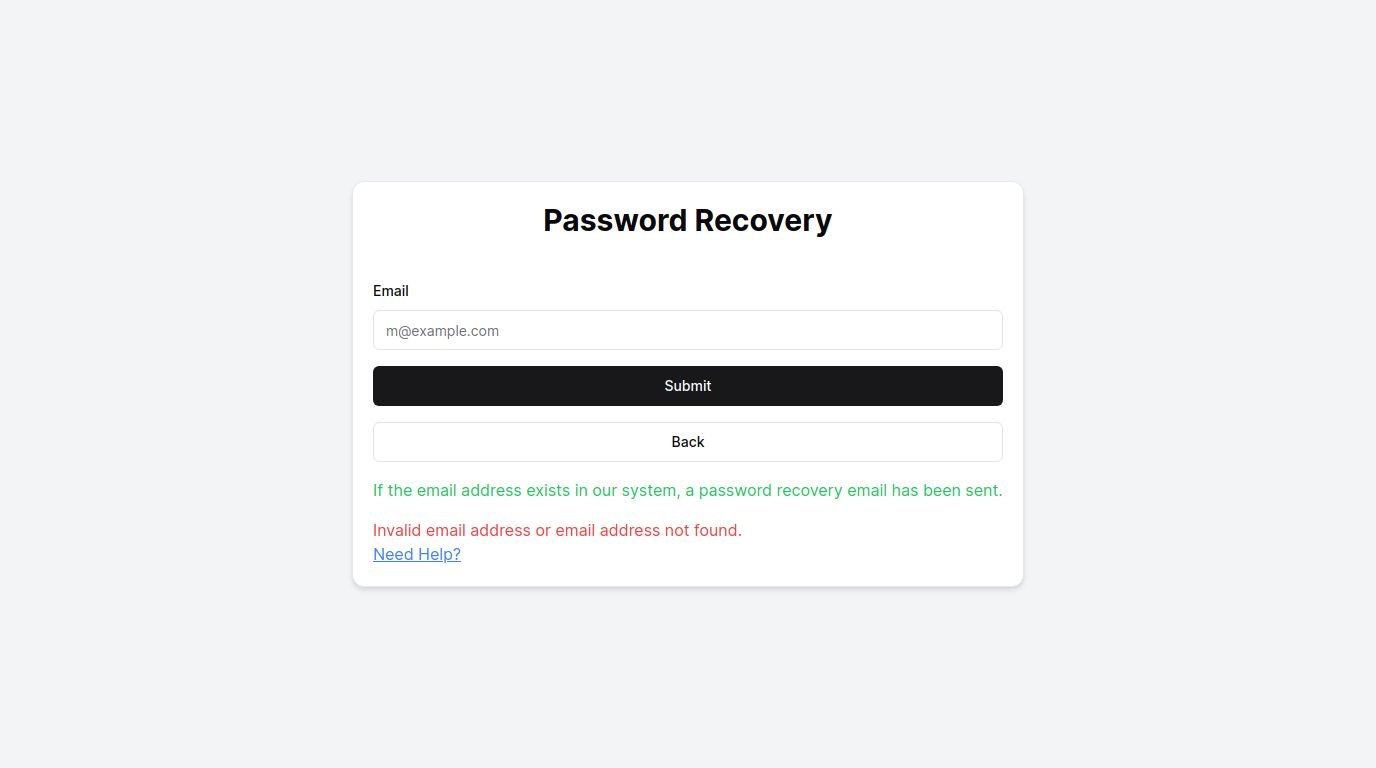 Password Recovery
Email
m@example.com
Submit
Back
If the email address exists in our system, a password recovery email has been sent.
Invalid email address or email address not found.
Need Help?